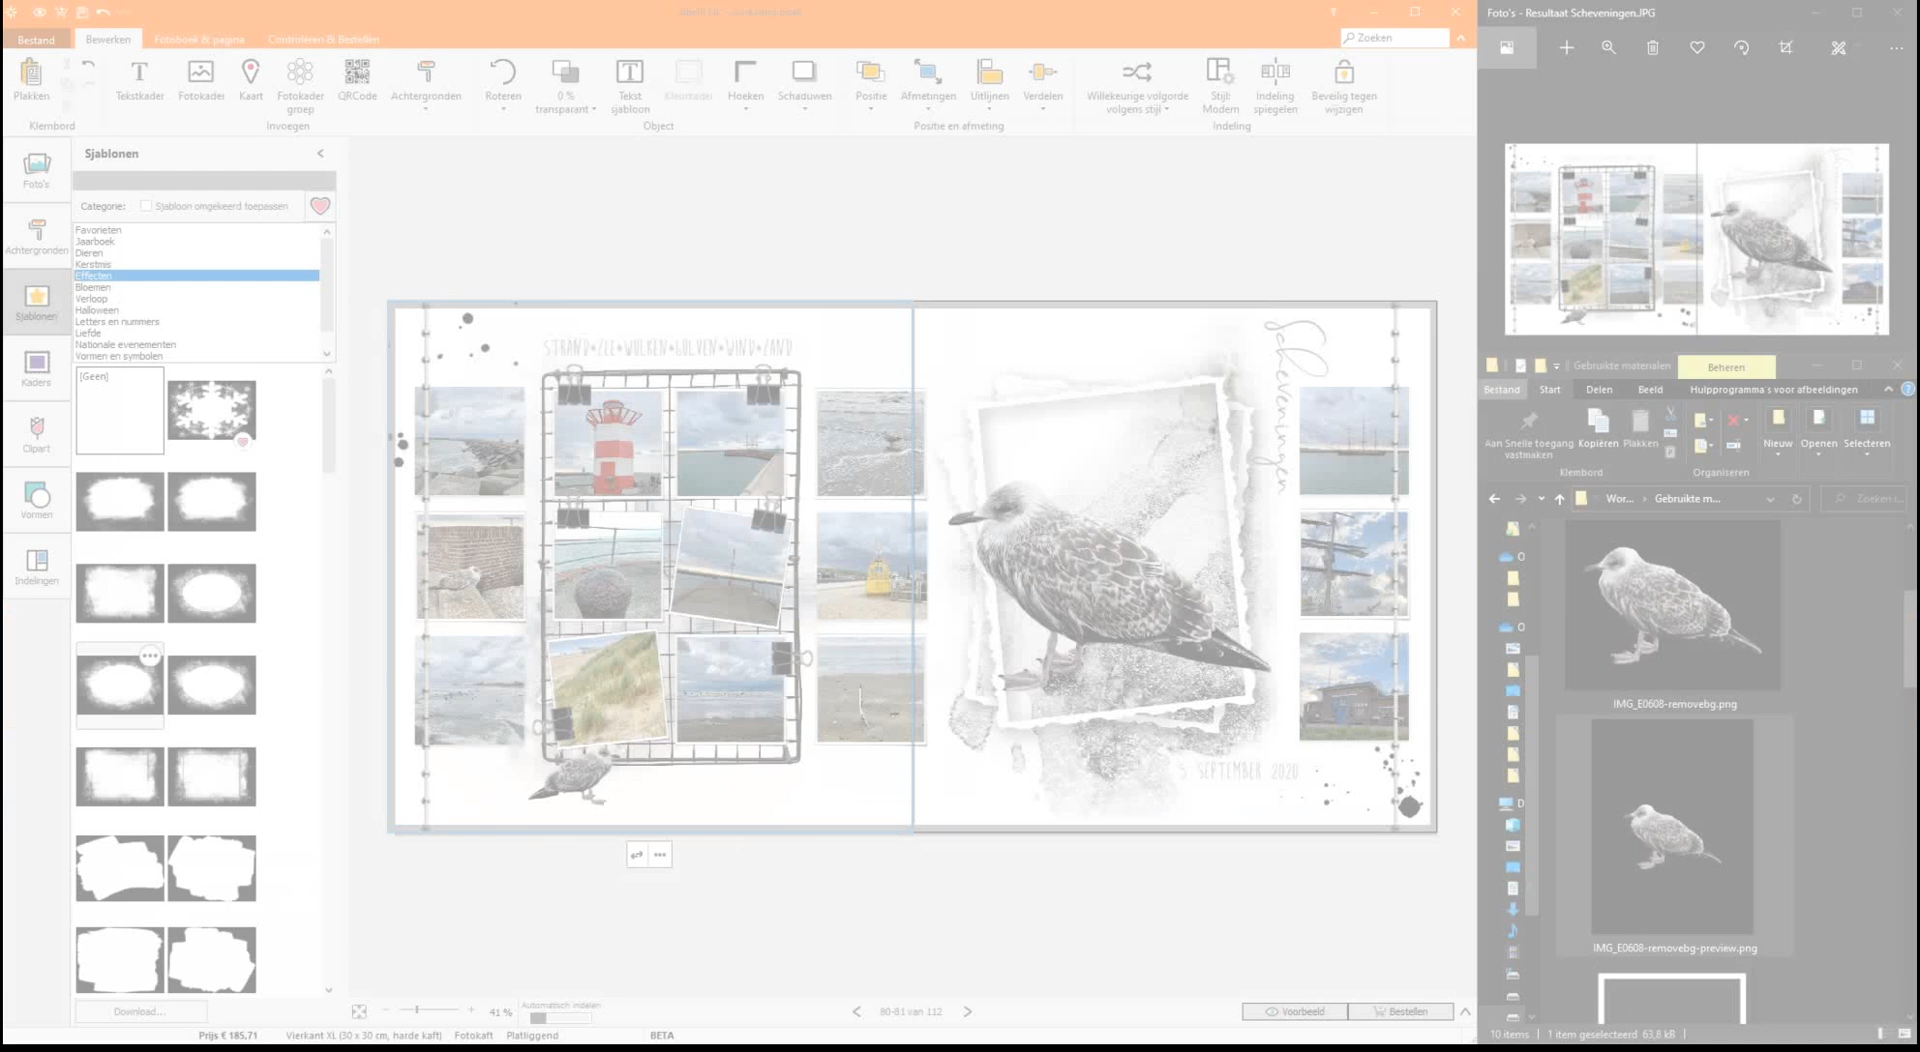 Bestand
Bewerken
Fotoboek & pagina
Controleren & Bestellen
Zoeken
Plakken
Tekstkader
Fotokader
Kaart
Fotokader groep
QRCode
Achtergronden
Roteren
0 % transparant
Tekst sjabloon
Kleurkader
Hoeken
Schaduwen
Positie
Afmetingen
Uitlijnen
Verdelen
Willekeurige volgorde volgens stijl
Stijl: Modern
Indeling spiegelen
Beveilig tegen wijzigen
Klembord
Invoegen
Object
Positie en afmeting
Indeling
Foto's
Achtergronden
Sjablonen
Kaders
Clipart
Vormen
Indelingen
Sjablonen
Categorie:
Sjabloon omgekeerd toepassen
Favorieten
Jaarboek
Dieren
Kerstmis
Effecten
Bloemen
Verloop
Halloween
Letters en nummers
Liefde
Nationale evenementen
Vormen en symbolen
[Geen]
Download...
STRAND•ZEE•WOLKEN•GOLVEN•WIND•ZAND
Scheveningen
5 SEPTEMBER 2020
41 %
Automatisch indelen
80-81 van 112
Voorbeeld
Bestellen
Prijs € 185,71
Vierkant XL (30 x 30 cm, harde kaft)
Fotokaft
Platliggend
BETA
Foto's - Resultaat Scheveningen.JPG
Gebruikte materialen
Beheren
Bestand
Start
Delen
Beeld
Hulpprogramma's voor afbeeldingen
Aan Snelle toegang vastmaken
Kopiëren
Plakken
Nieuw
Openen
Selecteren
Klembord
Organiseren
Wor...
Gebruikte m...
IMG_E0608-removebg.png
IMG_E0608-removebg-preview.png
10 items
1 item geselecteerd 63,8 kB